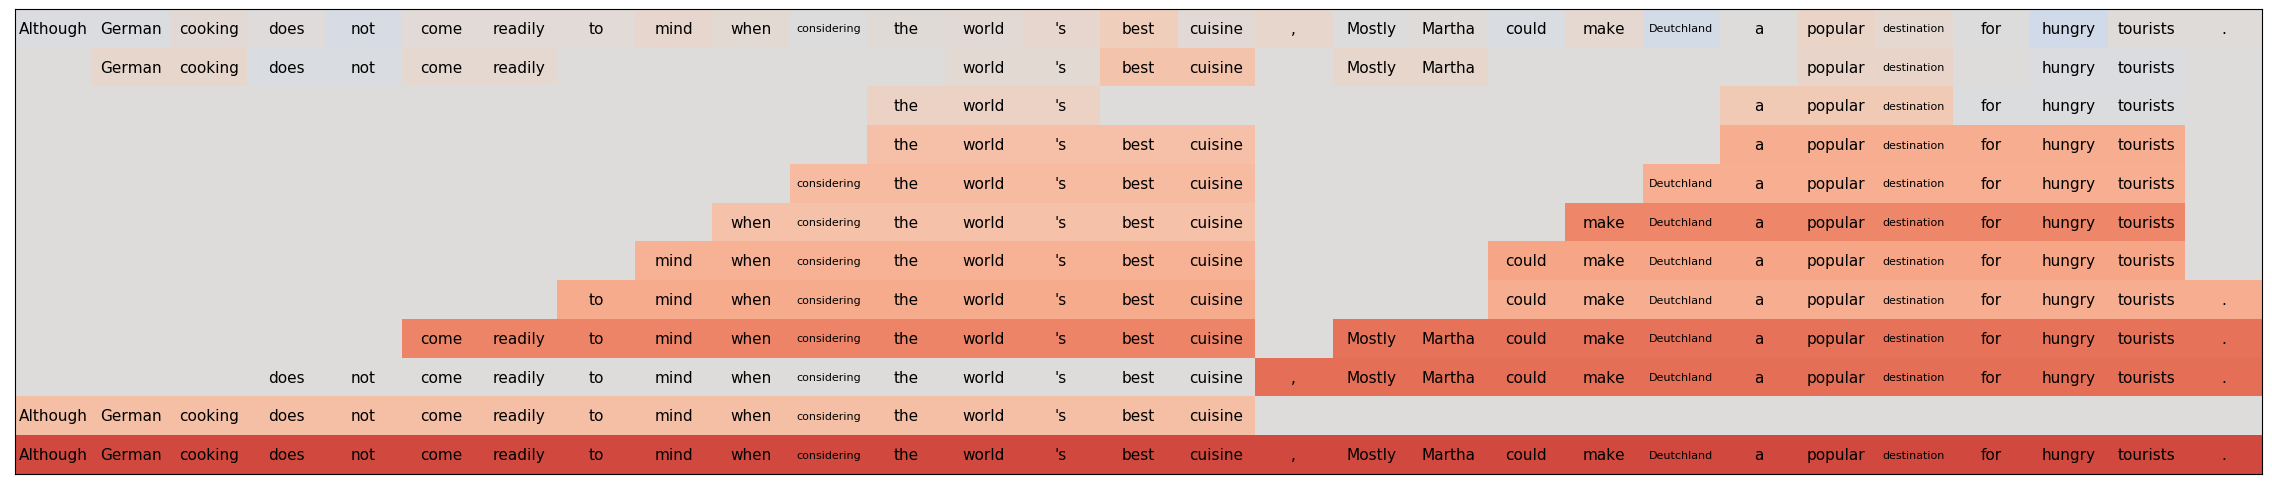 Although German cooking does not come readily to mind when considering the world 's best cuisine , Mostly Martha could make Deutchland a popular destination for hungry tourists .
German cooking does not come readily world 's best cuisine Mostly Martha popular destination hungry tourists
the world 's a popular destination for hungry tourists
the world 's best cuisine a popular destination for hungry tourists
considering the world 's best cuisine Deutchland a popular destination for hungry tourists
when considering the world 's best cuisine make Deutchland a popular destination for hungry tourists
mind when considering the world 's best cuisine could make Deutchland a popular destination for hungry tourists
to mind when considering the world 's best cuisine could make Deutchland a popular destination for hungry tourists .
come readily to mind when considering the world 's best cuisine Mostly Martha could make Deutchland a popular destination for hungry tourists .
does not come readily to mind when considering the world 's best cuisine , Mostly Martha could make Deutchland a popular destination for hungry tourists .
Although German cooking does not come readily to mind when considering the world 's best cuisine
Although German cooking does not come readily to mind when considering the world 's best cuisine , Mostly Martha could make Deutchland a popular destination for hungry tourists .